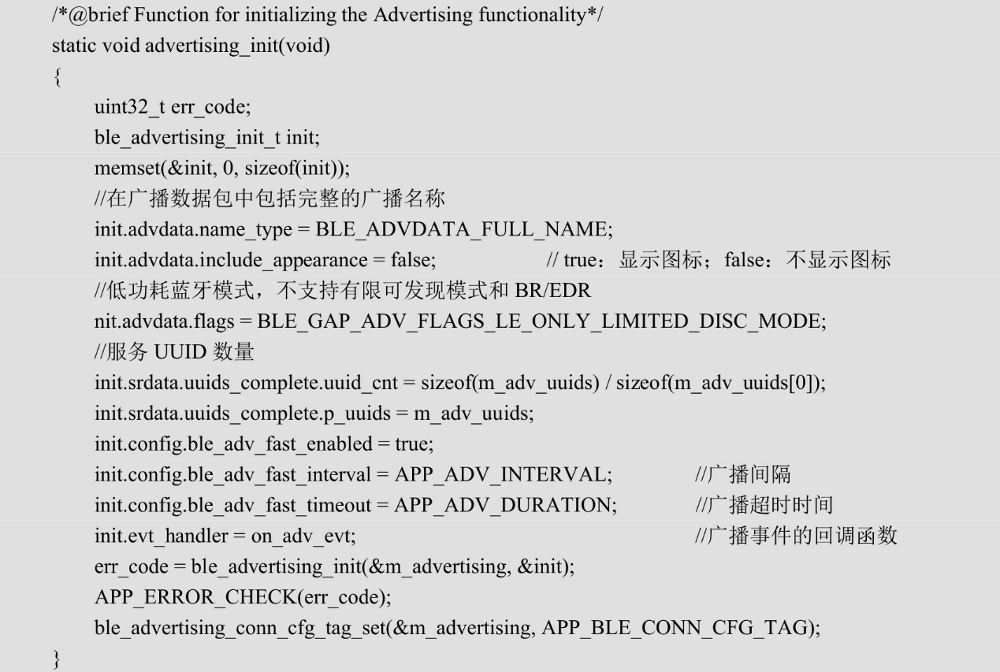 /*@brief Function for initializing the Advertising functionality*/
static void advertising_init(void)
{
uint32_t err_code;
ble_advertising_init_t init;
memset(&init, 0, sizeof(init));
//在广播数据包中包括完整的广播名称
init.advdata.name_type = BLE_ADVDATA_FULL_NAME;
init.advdata.include_appearance = false; // true：显示图标；false：不显示图标
//低功耗蓝牙模式，不支持有限可发现模式和 BR/EDR
nit.advdata.flags = BLE_GAP_ADV_FLAGS_LE_ONLY_LIMITED_DISC_MODE;
//服务 UUID 数量
init.srdata.uuids_complete.uuid_cnt = sizeof(m_adv_uuids) / sizeof(m_adv_uuids[0]);
init.srdata.uuids_complete.p_uuids = m_adv_uuids;
init.config.ble_adv_fast_enabled = true;
init.config.ble_adv_fast_interval = APP_ADV_INTERVAL; //广播间隔
init.config.ble_adv_fast_timeout = APP_ADV_DURATION; //广播超时时间
init.evt_handler = on_adv_evt; //广播事件的回调函数
err_code = ble_advertising_init(&m_advertising, &init);
APP_ERROR_CHECK(err_code);
ble_advertising_conn_cfg_tag_set(&m_advertising, APP_BLE_CONN_CFG_TAG);
}